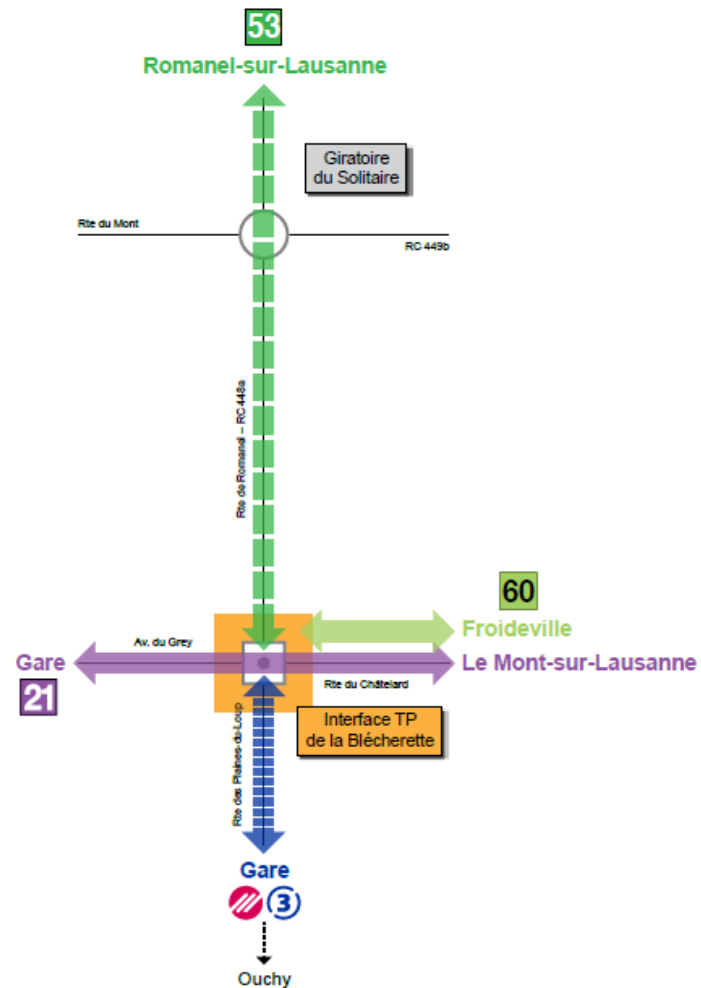 53
Romanel-sur-Lausanne
Giratoire
du Solitaire
Rte du Mont
RC 449b
Rte de Romanel – RC 448a
60
Froideville
Av. du Grey
Gare
Le Mont-sur-Lausanne
21
Rte du Châtelard
Interface TP
de la Blécherette
Rte des Plaines-du-Loup
Gare
3
Ouchy